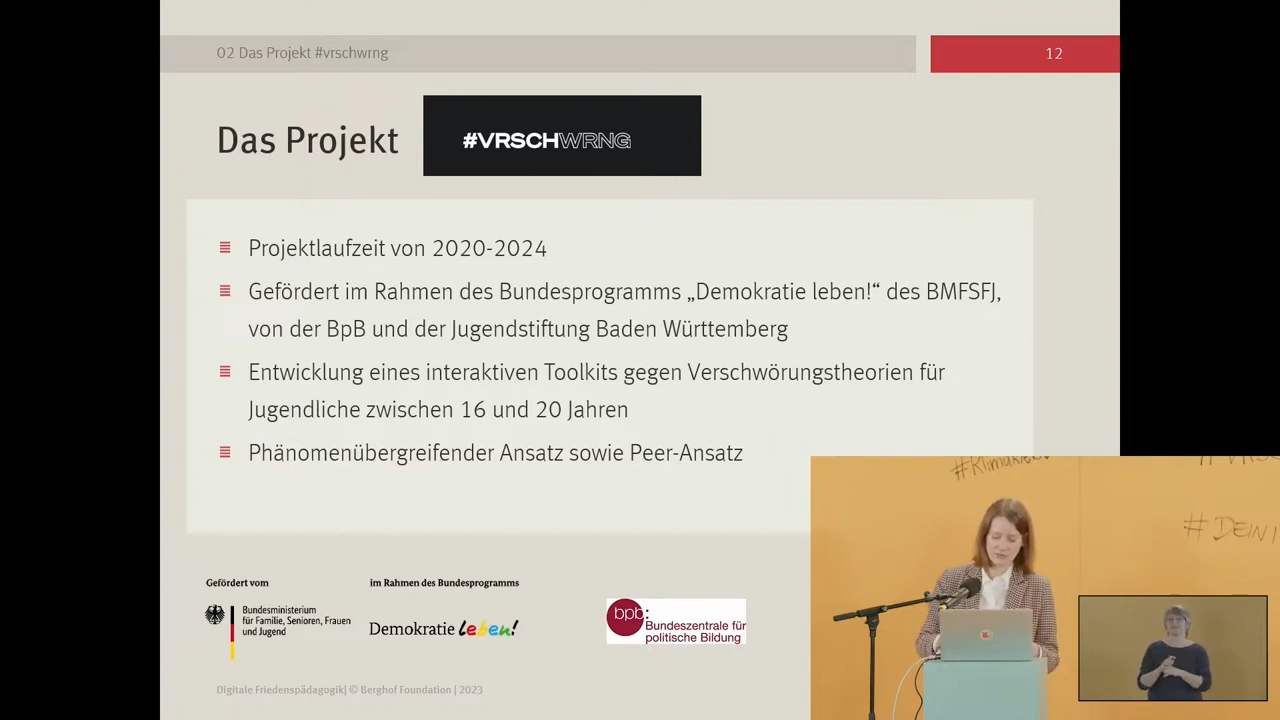 02 Das Projekt #vrschwrng
12
Das Projekt
#VRSCHWRNG
Projektlaufzeit von 2020-2024
Gefördert im Rahmen des Bundesprogramms „Demokratie leben!“ des BMFSFJ,
von der BpB und der Jugendstiftung Baden Württemberg
Entwicklung eines interaktiven Toolkits gegen Verschwörungstheorien für
Jugendliche zwischen 16 und 20 Jahren
Phänomenübergreifender Ansatz sowie Peer-Ansatz
Gefördert vom
im Rahmen des Bundesprogramms
Bundesministerium
für Familie, Senioren, Frauen
und Jugend
Demokratie leben!
bpb:
Bundeszentrale für
politische Bildung
Digitale Friedenspädagogik| © Berghof Foundation | 2023